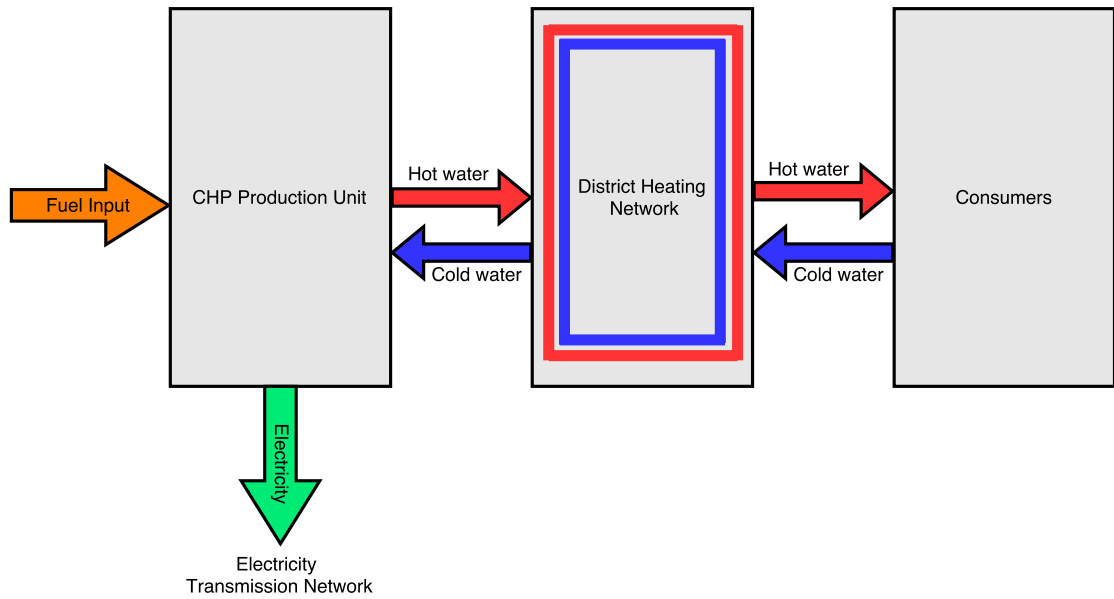 Fuel Input
CHP Production Unit
Hot water
Cold water
District Heating
Network
Hot water
Cold water
Consumers
Electricity
Electricity
Transmission Network